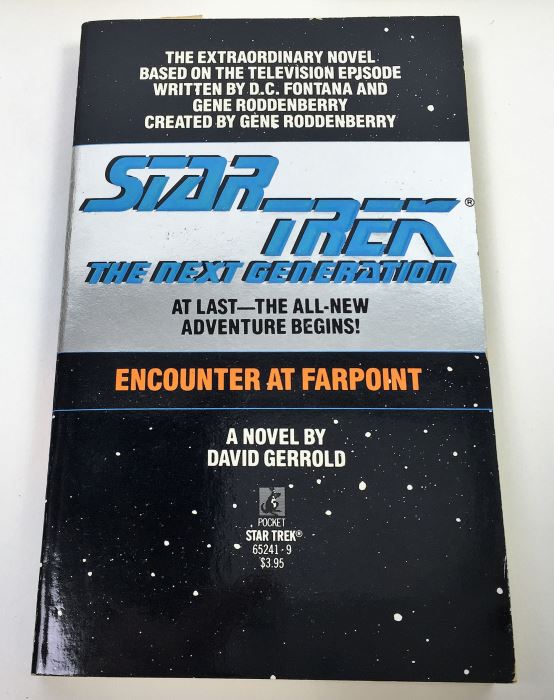 THE EXTRAORDINARY NOVEL
BASED ON THE TELEVISION EPISODE
WRITTEN BY D.C. FONTANA AND
GENE RODDENBERRY
CREATED BY GENE RODDENBERRY
STAR
TREK®
THE NEXT GENERATION
AT LAST—THE ALL-NEW
ADVENTURE BEGINS!
ENCOUNTER AT FARPOINT
A NOVEL BY
DAVID GERROLD
POCKET
STAR TREK®
65241-9
$3.95